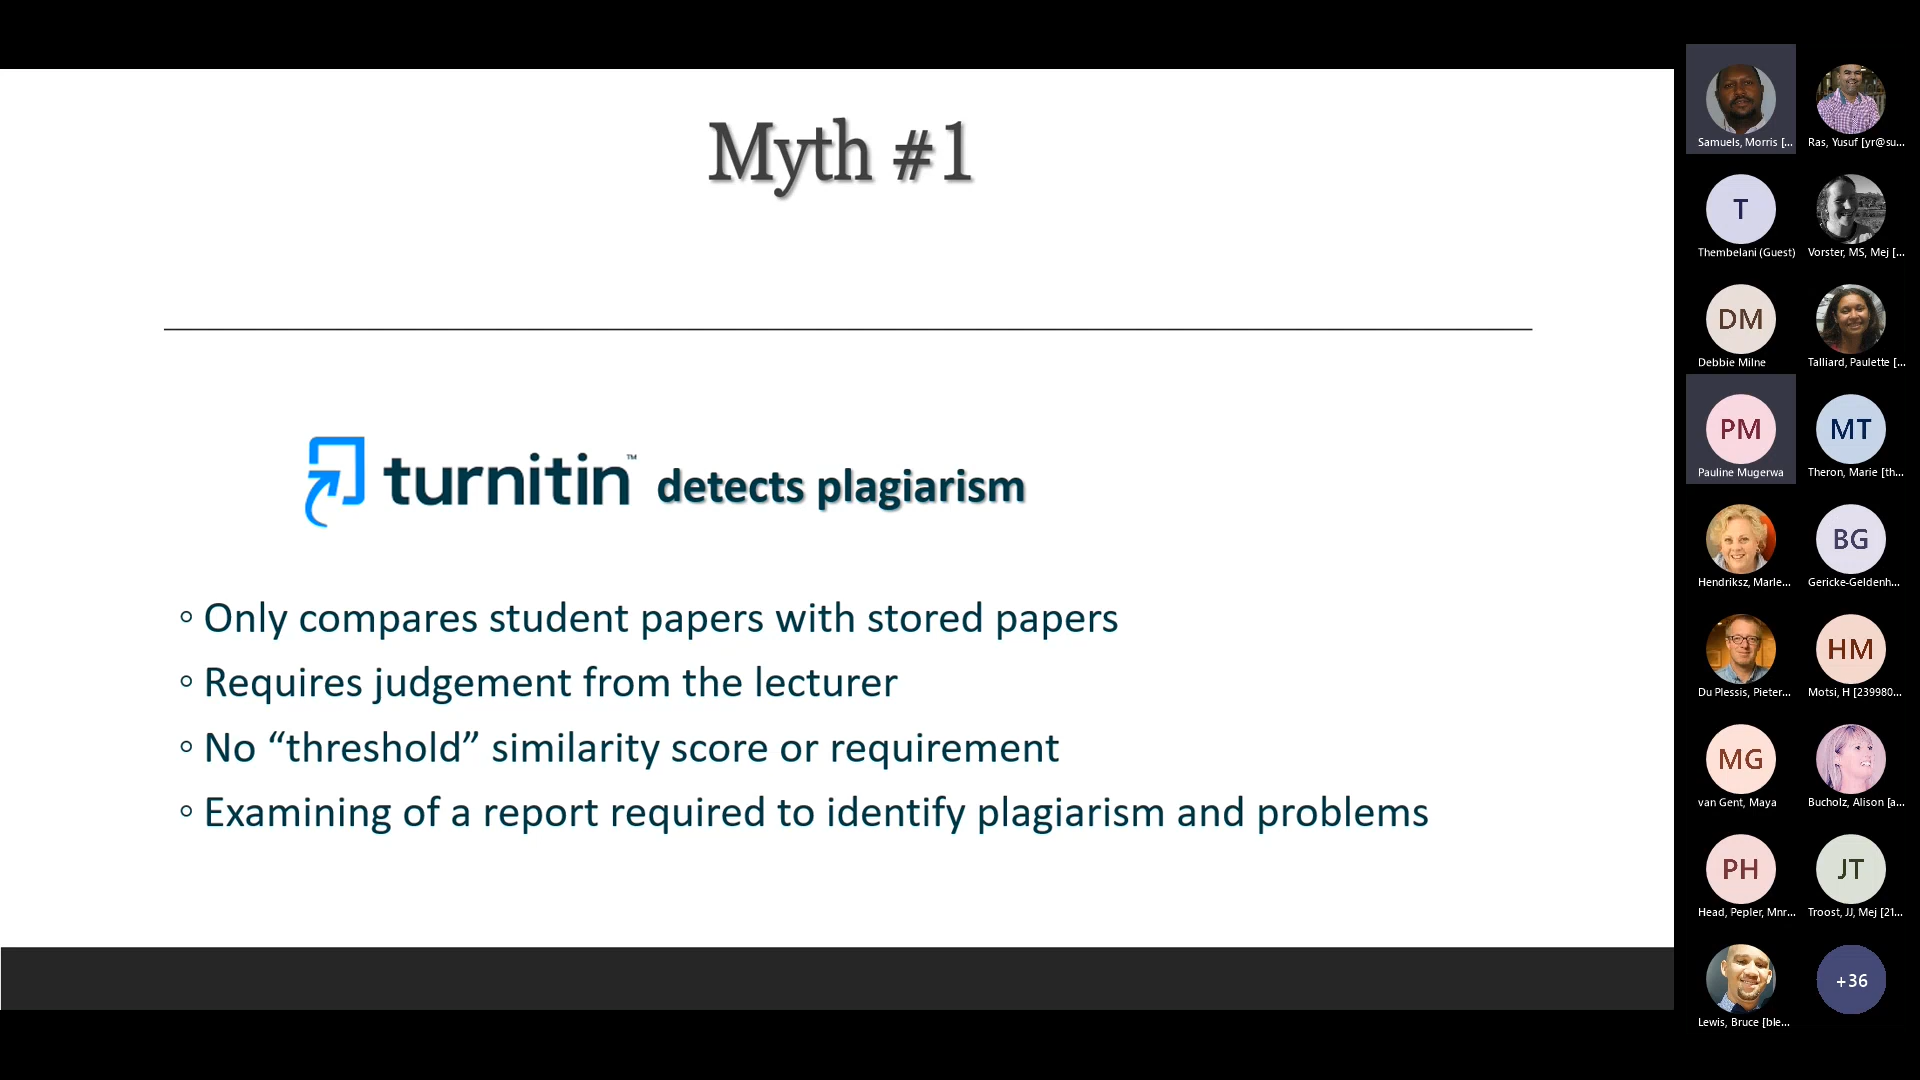 Myth #1
turnitin™ detects plagiarism
◦ Only compares student papers with stored papers
◦ Requires judgement from the lecturer
◦ No “threshold” similarity score or requirement
◦ Examining of a report required to identify plagiarism and problems
Samuels, Morris [...
Ras, Yusuf [yr@su...
T
Thembelani (Guest)
Vorster, MS, Mej [...
DM
Debbie Milne
Talliard, Paulette [...
PM
Pauline Mugerwa
MT
Theron, Marie [th...
Hendriksz, Marle...
BG
Gericke-Geldenh...
Du Plessis, Pieter...
HM
Motsi, H [239980...
MG
van Gent, Maya
Bucholz, Alison [a...
PH
Head, Pepler, Mnr...
JT
Troost, JJ, Mej [21...
Lewis, Bruce [ble...
+36